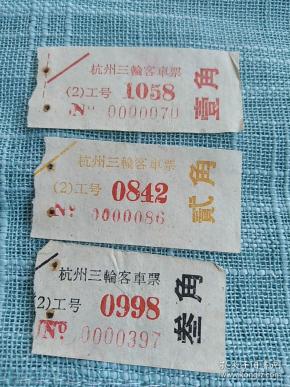 杭州三輪客車票
(2)工号 1058
No 0000070
壹角
杭州三輪客車票
(2)工号 0842
No 0000086
貳角
杭州三輪客車票
(2)工号 0998
No 0000397
叁角